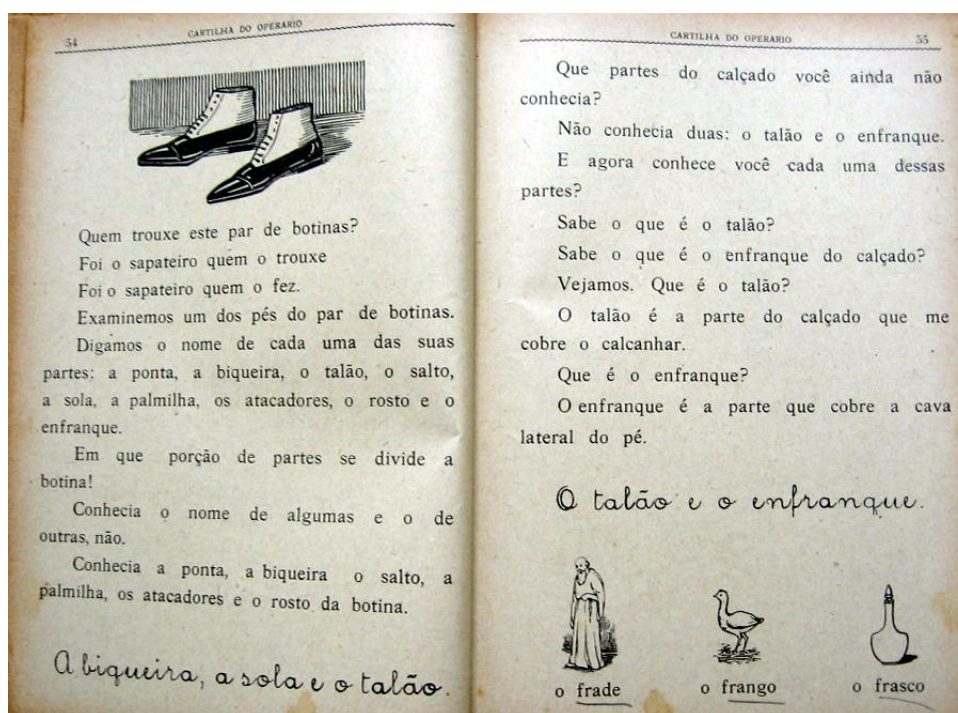 54
CARTILHA DO OPERARIO
Quem trouxe este par de botinas?
Foi o sapateiro quem o trouxe
Foi o sapateiro quem o fez.
Examinemos um dos pés do par de botinas.
Digamos o nome de cada uma das suas
partes: a ponta, a biqueira, o talão, o salto,
a sola, a palmilha, os atacadores, o rosto e o
enfranque.
Em que porção de partes se divide a
botina!
Conhecia o nome de algumas e o de
outras, não.
Conhecia a ponta, a biqueira o salto, a
palmilha, os atacadores e o rosto da botina.
A biqueira, a sola e o talão.
CARTILHA DO OPERARIO
55
Que partes do calçado você ainda não
conhecia?
Não conhecia duas: o talão e o enfranque.
E agora conhece você cada uma dessas
partes?
Sabe o que é o talão?
Sabe o que é o enfranque do calçado?
Vejamos. Que é o talão?
O talão é a parte do calçado que me
cobre o calcanhar.
Que é o enfranque?
O enfranque é a parte que cobre a cava
lateral do pé.
O talão e o enfranque.
o frade o frango o frasco